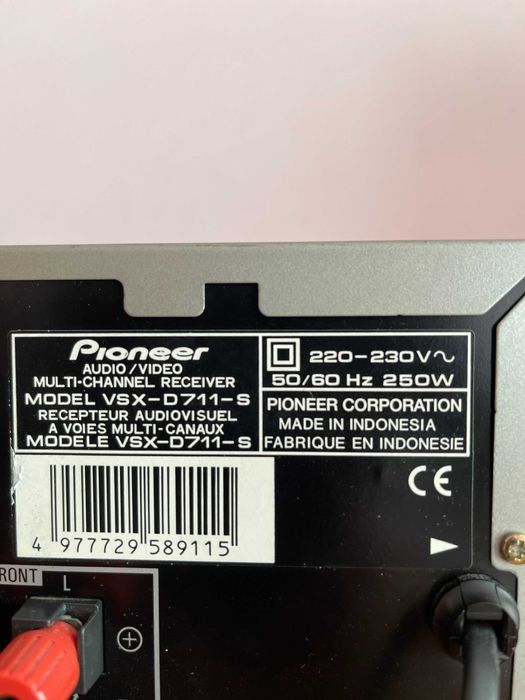 Pioneer
AUDIO/VIDEO
MULTI-CHANNEL RECEIVER
MODEL VSX-D711-S
RECEPTEUR AUDIOVISUEL
A VOIES MULTI-CANAUX
MODELE VSX-D711-S
220-230V~
50/60 Hz 250W
PIONEER CORPORATION
MADE IN INDONESIA
FABRIQUE EN INDONESIE
CE
4 977729 589115
RONT
L